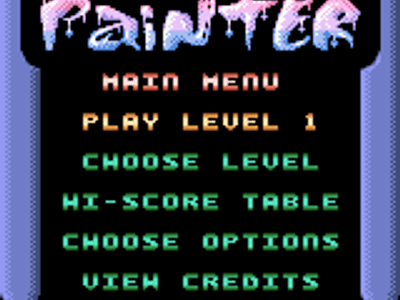 PAiNTER
MAIN MENU
PLAY LEVEL 1
CHOOSE LEVEL
HI-SCORE TABLE
CHOOSE OPTIONS
VIEW CREDITS